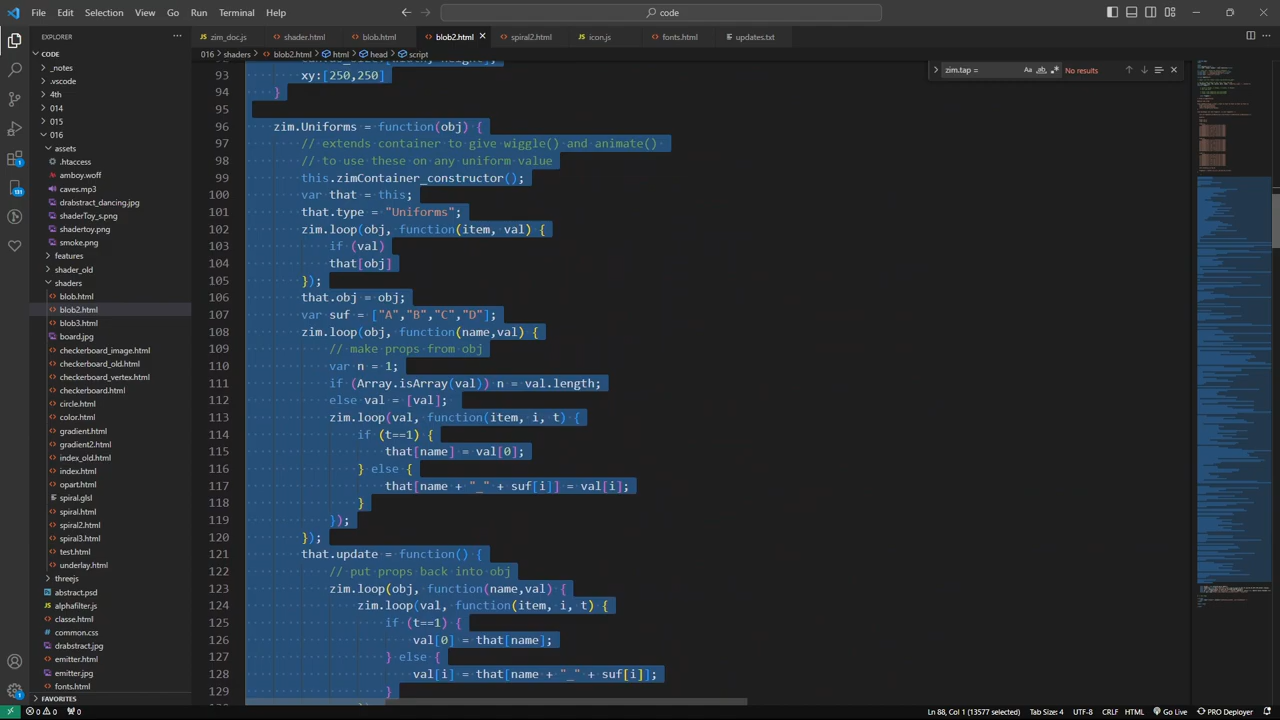 File Edit Selection View Go Run Terminal Help
code
EXPLORER
zim_doc.js
shader.html
blob.html
blob2.html
spiral2.html
icon.js
fonts.html
updates.txt
016 > shaders > blob2.html > html > head > script
CODE
_notes
.vscode
4th
014
015
016
assets
.htaccess
amboy.woff
caves.mp3
drabstract_dancing.jpg
shaderToy_s.png
shadertoy.png
smoke.png
features
shader_old
shaders
blob.html
blob2.html
blob3.html
board.jpg
checkerboard_image.html
checkerboard_old.html
checkerboard_vertex.html
checkerboard.html
circle.html
color.html
gradient.html
gradient2.html
index_old.html
index.html
opart.html
spiral.glsl
spiral.html
spiral2.html
spiral3.html
test.html
underlay.html
threejs
abstract.psd
alphafilter.js
classe.html
common.css
drabstract.jpg
emitter.html
emitter.jpg
fonts.html
FAVORITES
zim.tap =
Aa
No results
93 xy:[250,250]
94 }
95
96 zim.Uniforms = function(obj) {
97 // extends container to give wiggle() and animate()
98 // to use these on any uniform value
99 this.zimContainer_constructor();
100 var that = this;
101 that.type = "Uniforms";
102 zim.loop(obj, function(item, val) {
103 if (val)
104 that[obj]
105 });
106 that.obj = obj;
107 var suf = ["A","B","C","D"];
108 zim.loop(obj, function(name,val) {
109 // make props from obj
110 var n = 1;
111 if (Array.isArray(val)) n = val.length;
112 else val = [val];
113 zim.loop(val, function(item, i, t) {
114 if (t==1) {
115 that[name] = val[0];
116 } else {
117 that[name + "_" + suf[i]] = val[i];
118 }
119 });
120 });
121 that.update = function() {
122 // put props back into obj
123 zim.loop(obj, function(name,val {
124 zim.loop(val, function(item, i, t) {
125 if (t==1) {
126 val[0] = that[name];
127 } else {
128 val[i] = that[name + "_" + suf[i]];
129 }
0 0 0 Ln 88, Col 1 (13577 selected) Tab Size: 4 UTF-8 CRLF HTML Go Live PRO Deployer